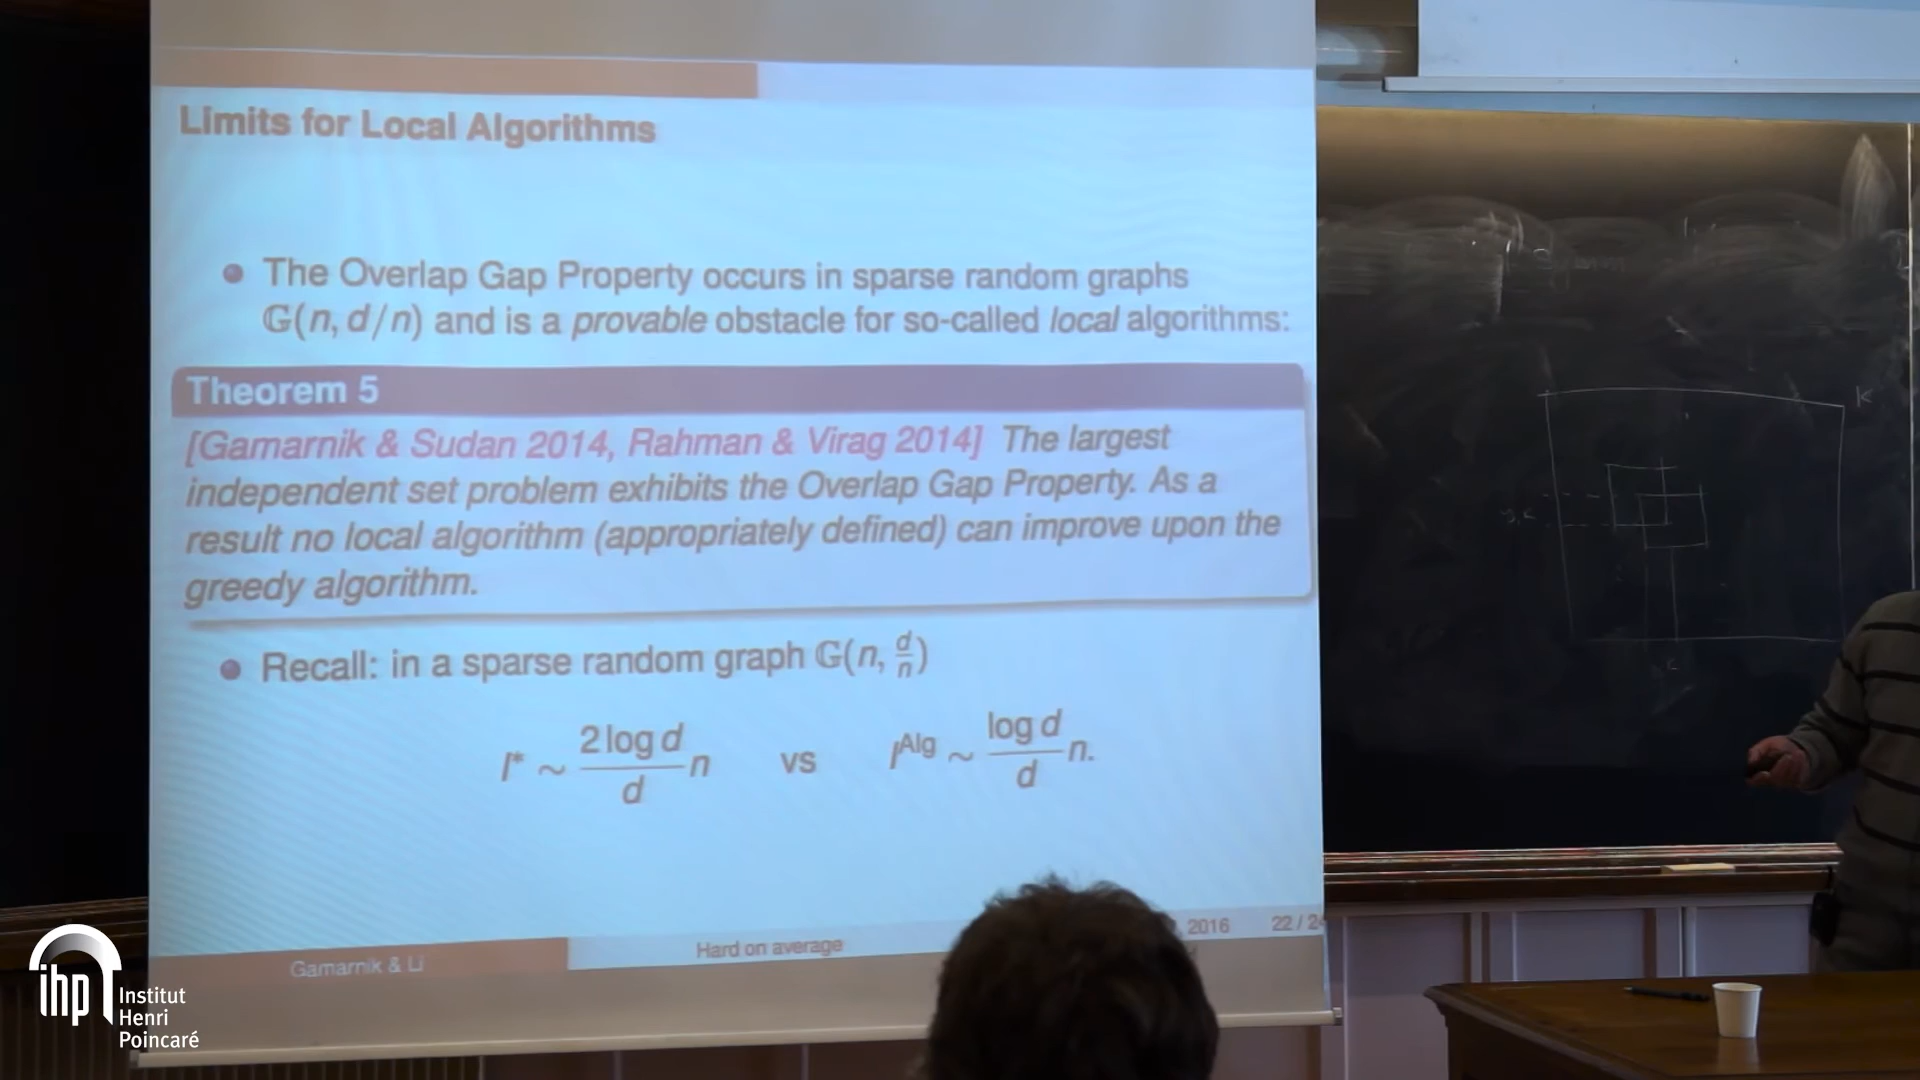 Limits for Local Algorithms
The Overlap Gap Property occurs in sparse random graphs
𝔾(n, d/n) and is a provable obstacle for so-called local algorithms:
Theorem 5
[Gamarnik & Sudan 2014, Rahman & Virag 2014] The largest
independent set problem exhibits the Overlap Gap Property. As a
result no local algorithm (appropriately defined) can improve upon the
greedy algorithm.
Recall: in a sparse random graph 𝔾(n, d/n)
I* ~ 2 log d / d n vs I^Alg ~ log d / d n.
Gamarnik & Li
Hard on average
, 2016
22 / 24
K
ihp
Institut
Henri
Poincaré